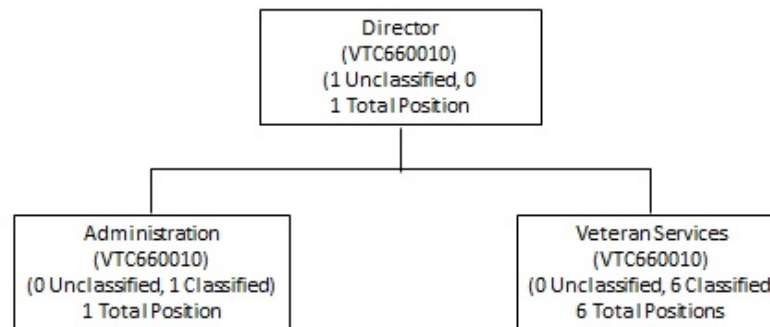 Director
(VTC660010)
(1 Unclassified, 0
1 Total Position
Administration
(VTC660010)
(0 Unclassified, 1 Classified)
1 Total Position
Veteran Services
(VTC660010)
(0 Unclassified, 6 Classified
6 Total Positions